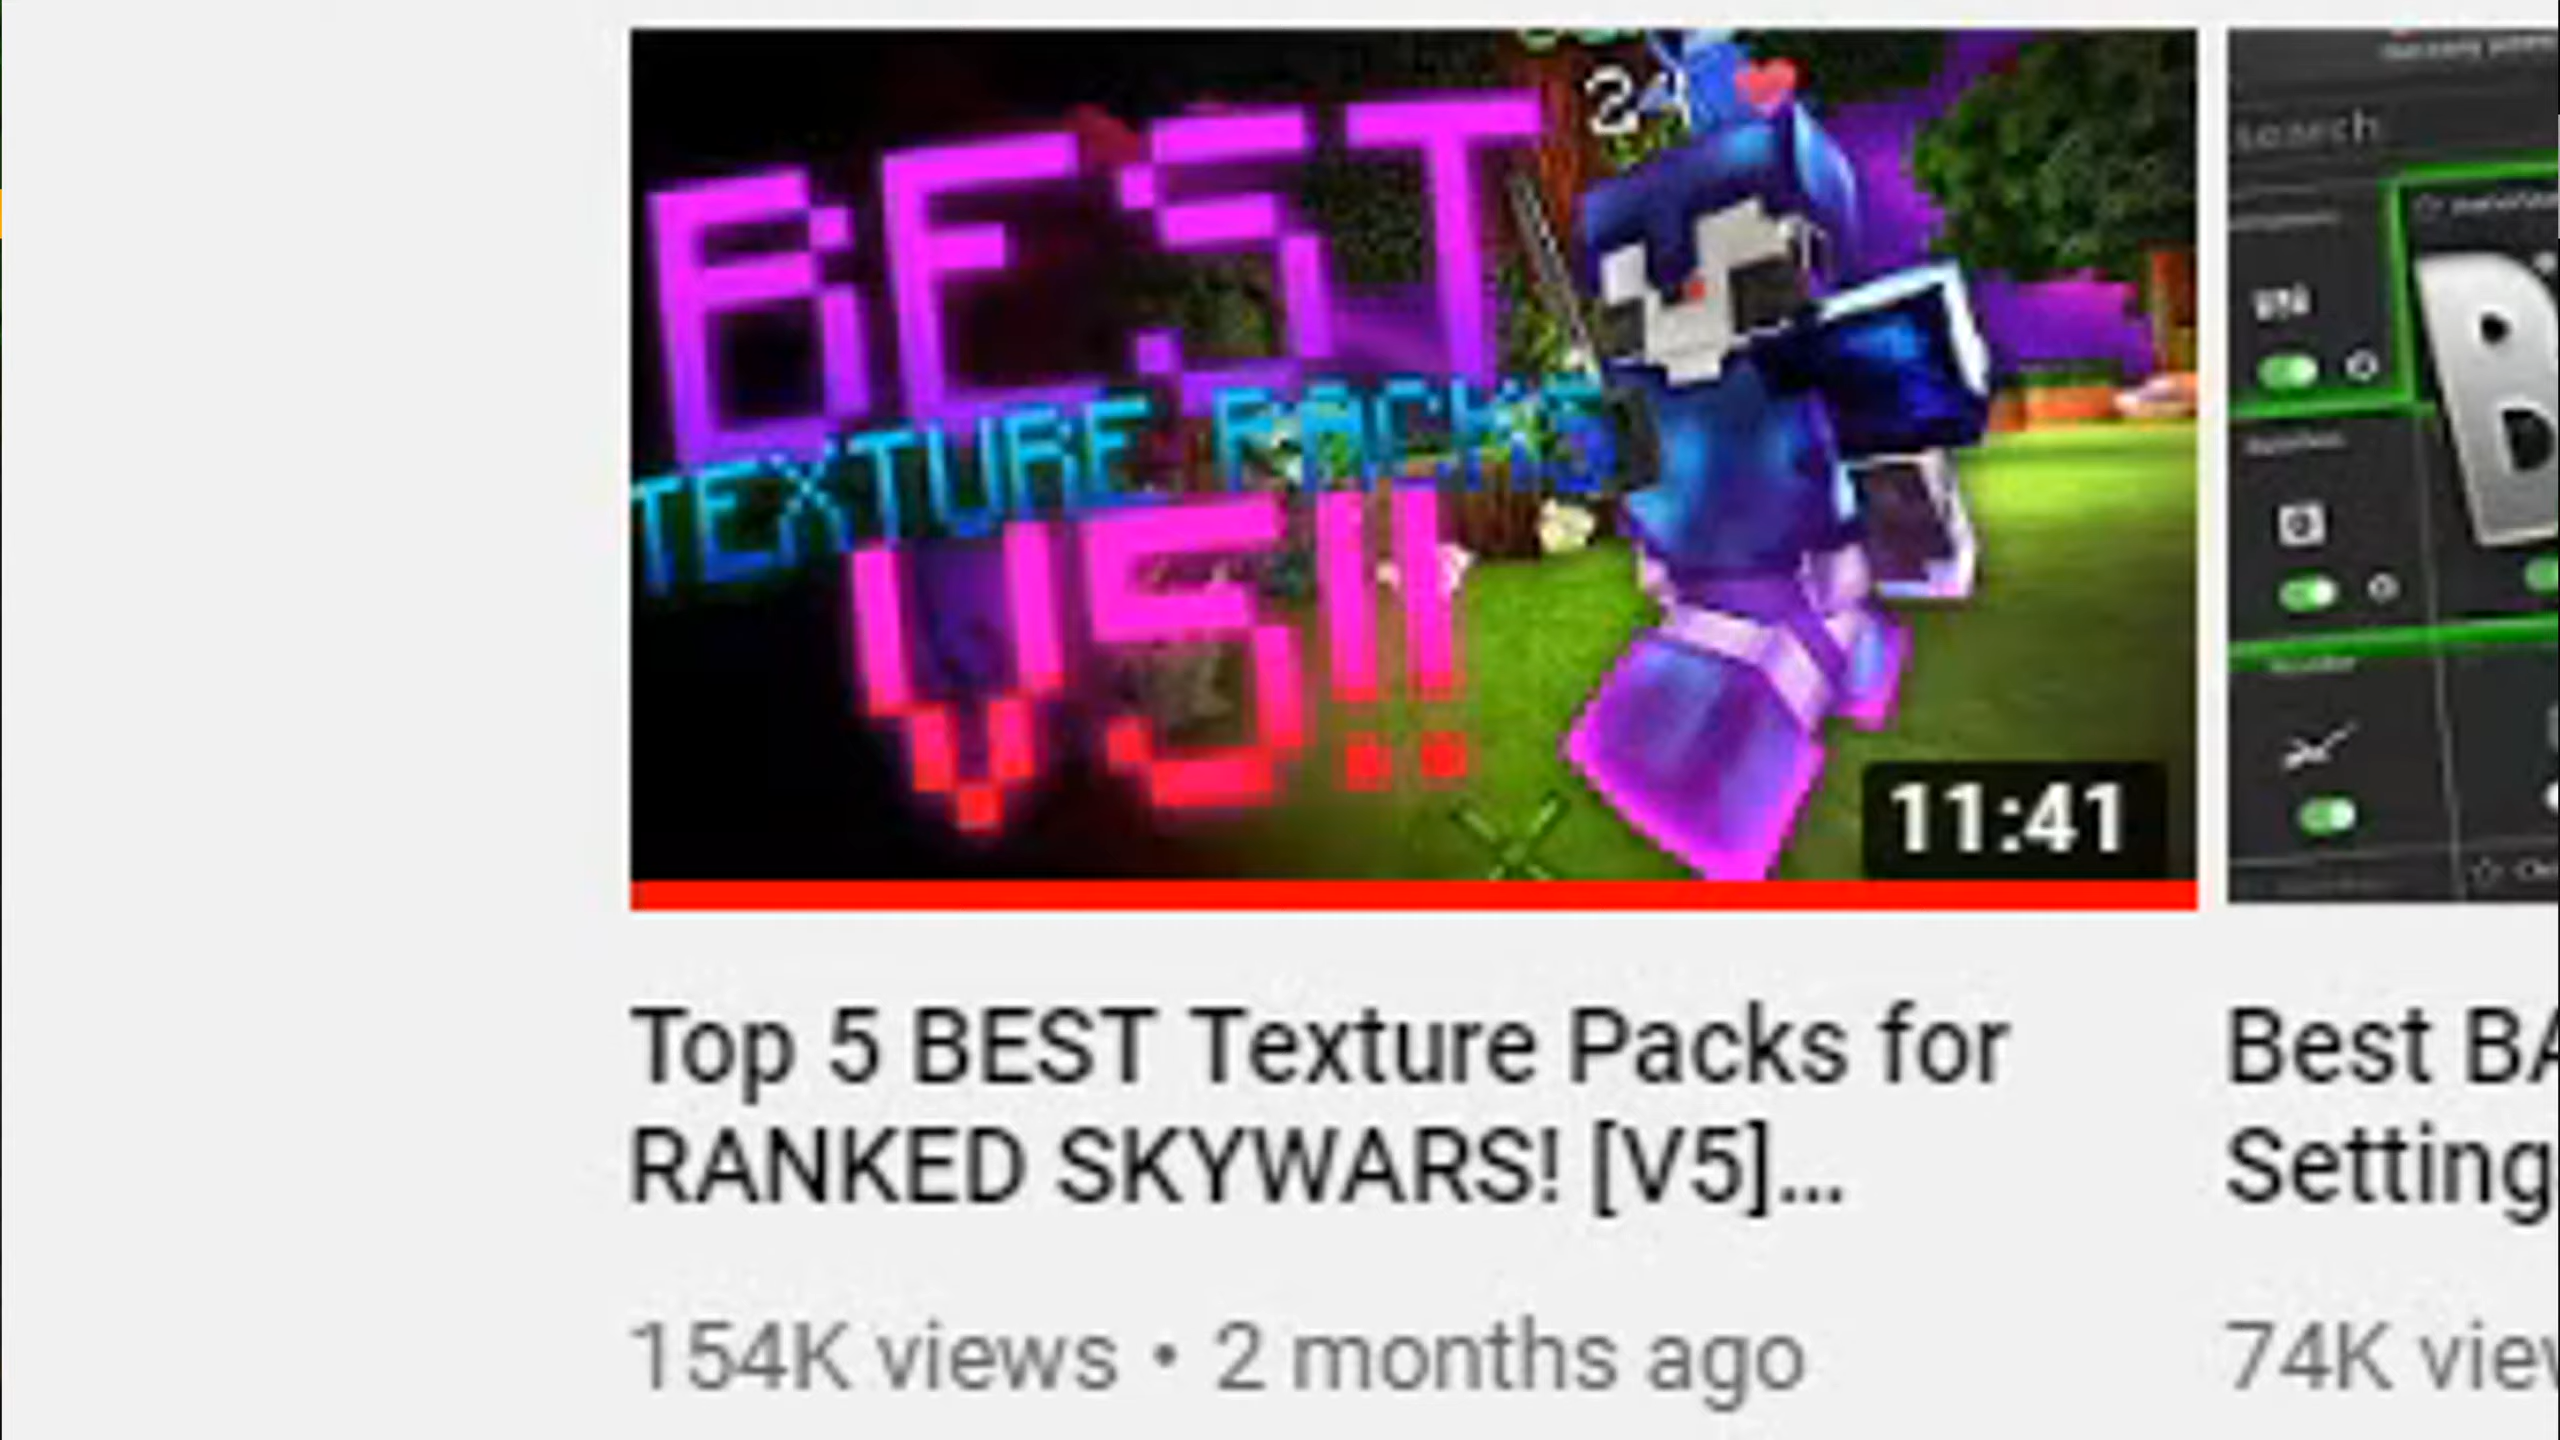 24
BEST
TEXTURE PACKS
V5!!
11:41
Top 5 BEST Texture Packs for
RANKED SKYWARS! [V5]...
154K views • 2 months ago
search
Best BA
Setting
74K view